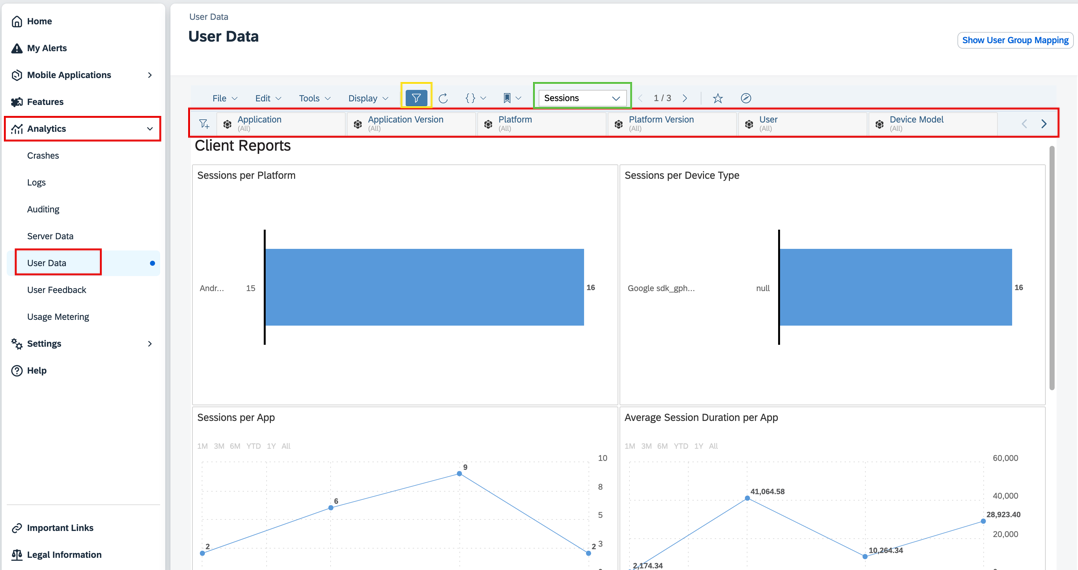 Home
My Alerts
Mobile Applications
Features
Analytics
Crashes
Logs
Auditing
Server Data
User Data
User Feedback
Usage Metering
Settings
Help
Important Links
Legal Information
User Data
User Data
Show User Group Mapping
File Edit Tools Display { } Sessions 1 / 3
Application Application Version Platform Platform Version User Device Model
(All) (All) (All) (All) (All) (All)
Client Reports
Sessions per Platform
Andr... 15 16
Sessions per Device Type
Google sdk_gph... null 16
Sessions per App
1M 3M 6M YTD 1Y All
10
9
8
6
5
3
2 2
Average Session Duration per App
1M 3M 6M YTD 1Y All
60,000
41,064.58
40,000
28,923.40
20,000
10,264.34
2,174.34